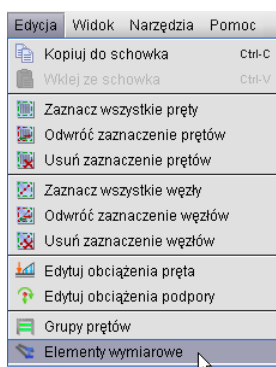 Edycja Widok Narzędzia Pomoc
Kopiuj do schowka Ctrl-C
Wklej ze schowka Ctrl-V
Zaznacz wszystkie pręty
Odwróć zaznaczenie prętów
Usuń zaznaczenie prętów
Zaznacz wszystkie węzły
Odwróć zaznaczenie węzłów
Usuń zaznaczenie węzłów
Edytuj obciążenia pręta
Edytuj obciążenia podpory
Grupy prętów
Elementy wymiarowe